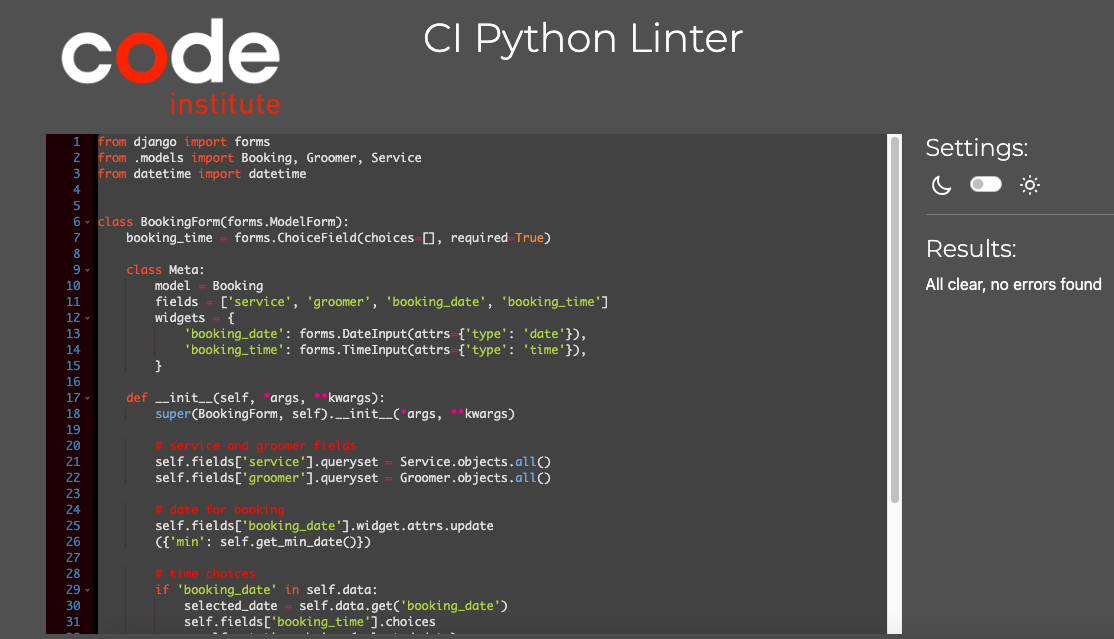 code
institute
CI Python Linter
1 from django import forms
2 from .models import Booking, Groomer, Service
3 from datetime import datetime
4
5
6 class BookingForm(forms.ModelForm):
7     booking_time = forms.ChoiceField(choices=[], required=True)
8
9     class Meta:
10         model = Booking
11         fields = ['service', 'groomer', 'booking_date', 'booking_time']
12         widgets = {
13             'booking_date': forms.DateInput(attrs={'type': 'date'}),
14             'booking_time': forms.TimeInput(attrs={'type': 'time'}),
15         }
16
17     def __init__(self, *args, **kwargs):
18         super(BookingForm, self).__init__(*args, **kwargs)
19
20         # service and groomer fields
21         self.fields['service'].queryset = Service.objects.all()
22         self.fields['groomer'].queryset = Groomer.objects.all()
23
24         # date for booking
25         self.fields['booking_date'].widget.attrs.update
26         ({'min': self.get_min_date()})
27
28         # time choices
29         if 'booking_date' in self.data:
30             selected_date = self.data.get('booking_date')
31             self.fields['booking_time'].choices
Settings:
Results:
All clear, no errors found